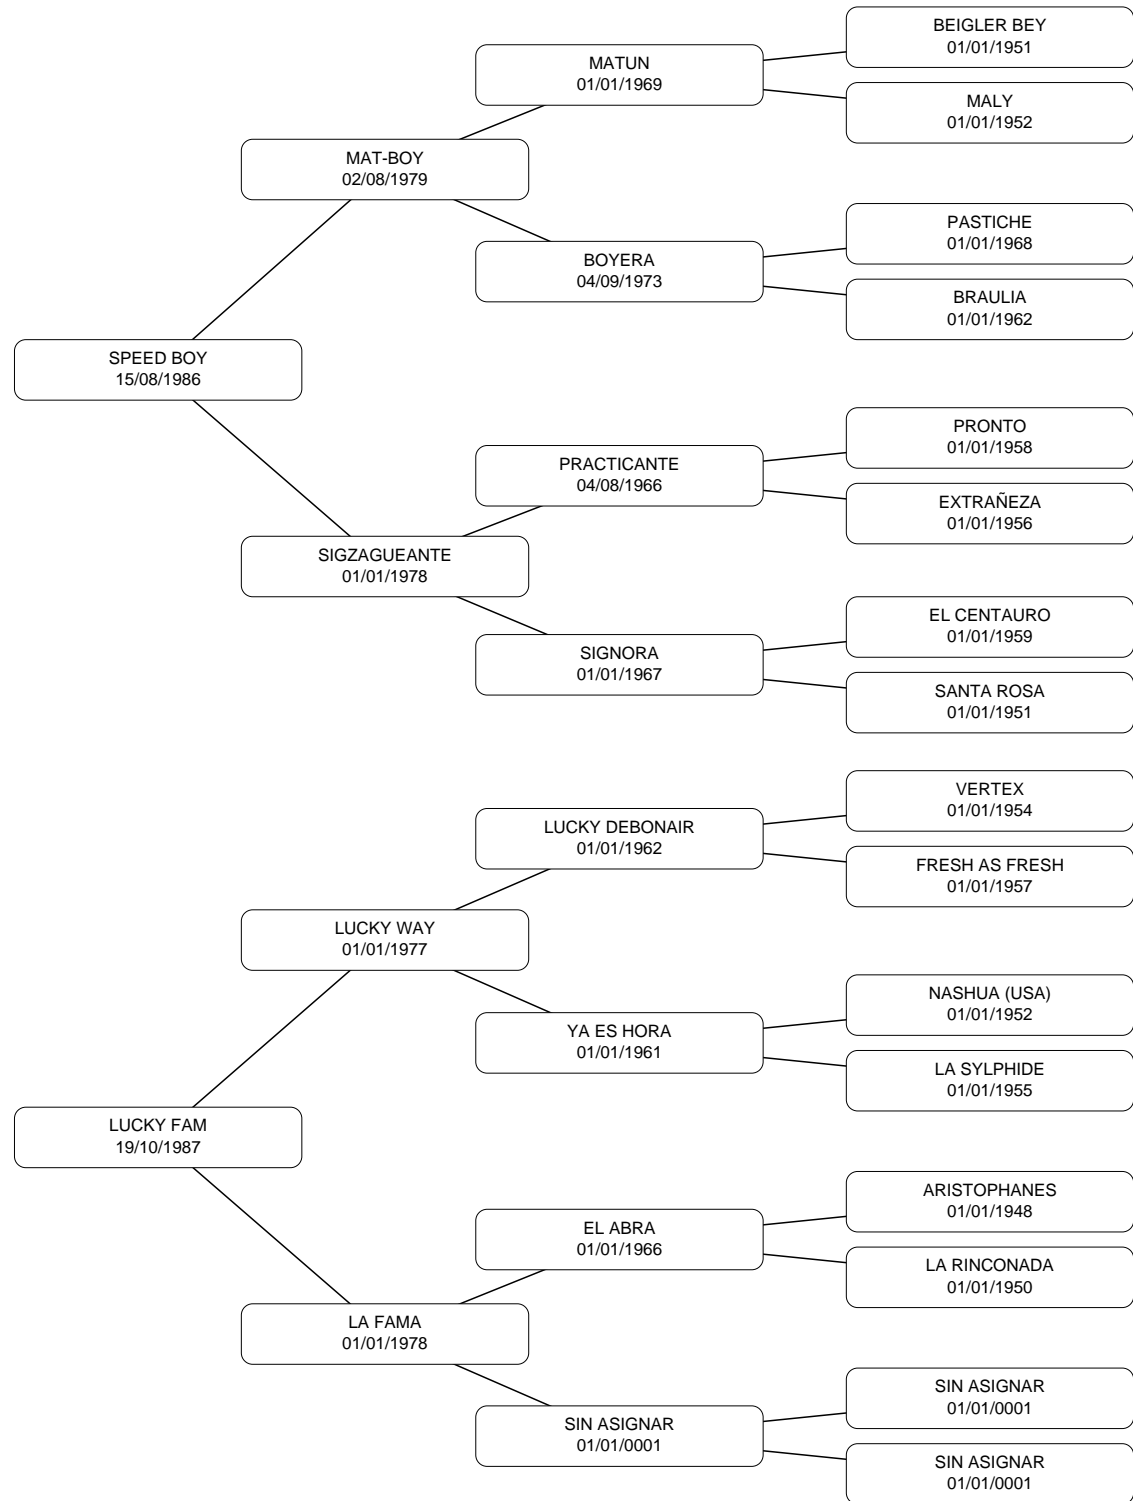 BEIGLER BEY
01/01/1951
MATUN
01/01/1969
MALY
01/01/1952
MAT-BOY
02/08/1979
PASTICHE
01/01/1968
BOYERA
04/09/1973
BRAULIA
01/01/1962
SPEED BOY
15/08/1986
PRONTO
01/01/1958
PRACTICANTE
04/08/1966
EXTRAÑEZA
01/01/1956
SIGZAGUEANTE
01/01/1978
EL CENTAURO
01/01/1959
SIGNORA
01/01/1967
SANTA ROSA
01/01/1951
VERTEX
01/01/1954
LUCKY DEBONAIR
01/01/1962
FRESH AS FRESH
01/01/1957
LUCKY WAY
01/01/1977
NASHUA (USA)
01/01/1952
YA ES HORA
01/01/1961
LA SYLPHIDE
01/01/1955
LUCKY FAM
19/10/1987
ARISTOPHANES
01/01/1948
EL ABRA
01/01/1966
LA RINCONADA
01/01/1950
LA FAMA
01/01/1978
SIN ASIGNAR
01/01/0001
SIN ASIGNAR
01/01/0001
SIN ASIGNAR
01/01/0001